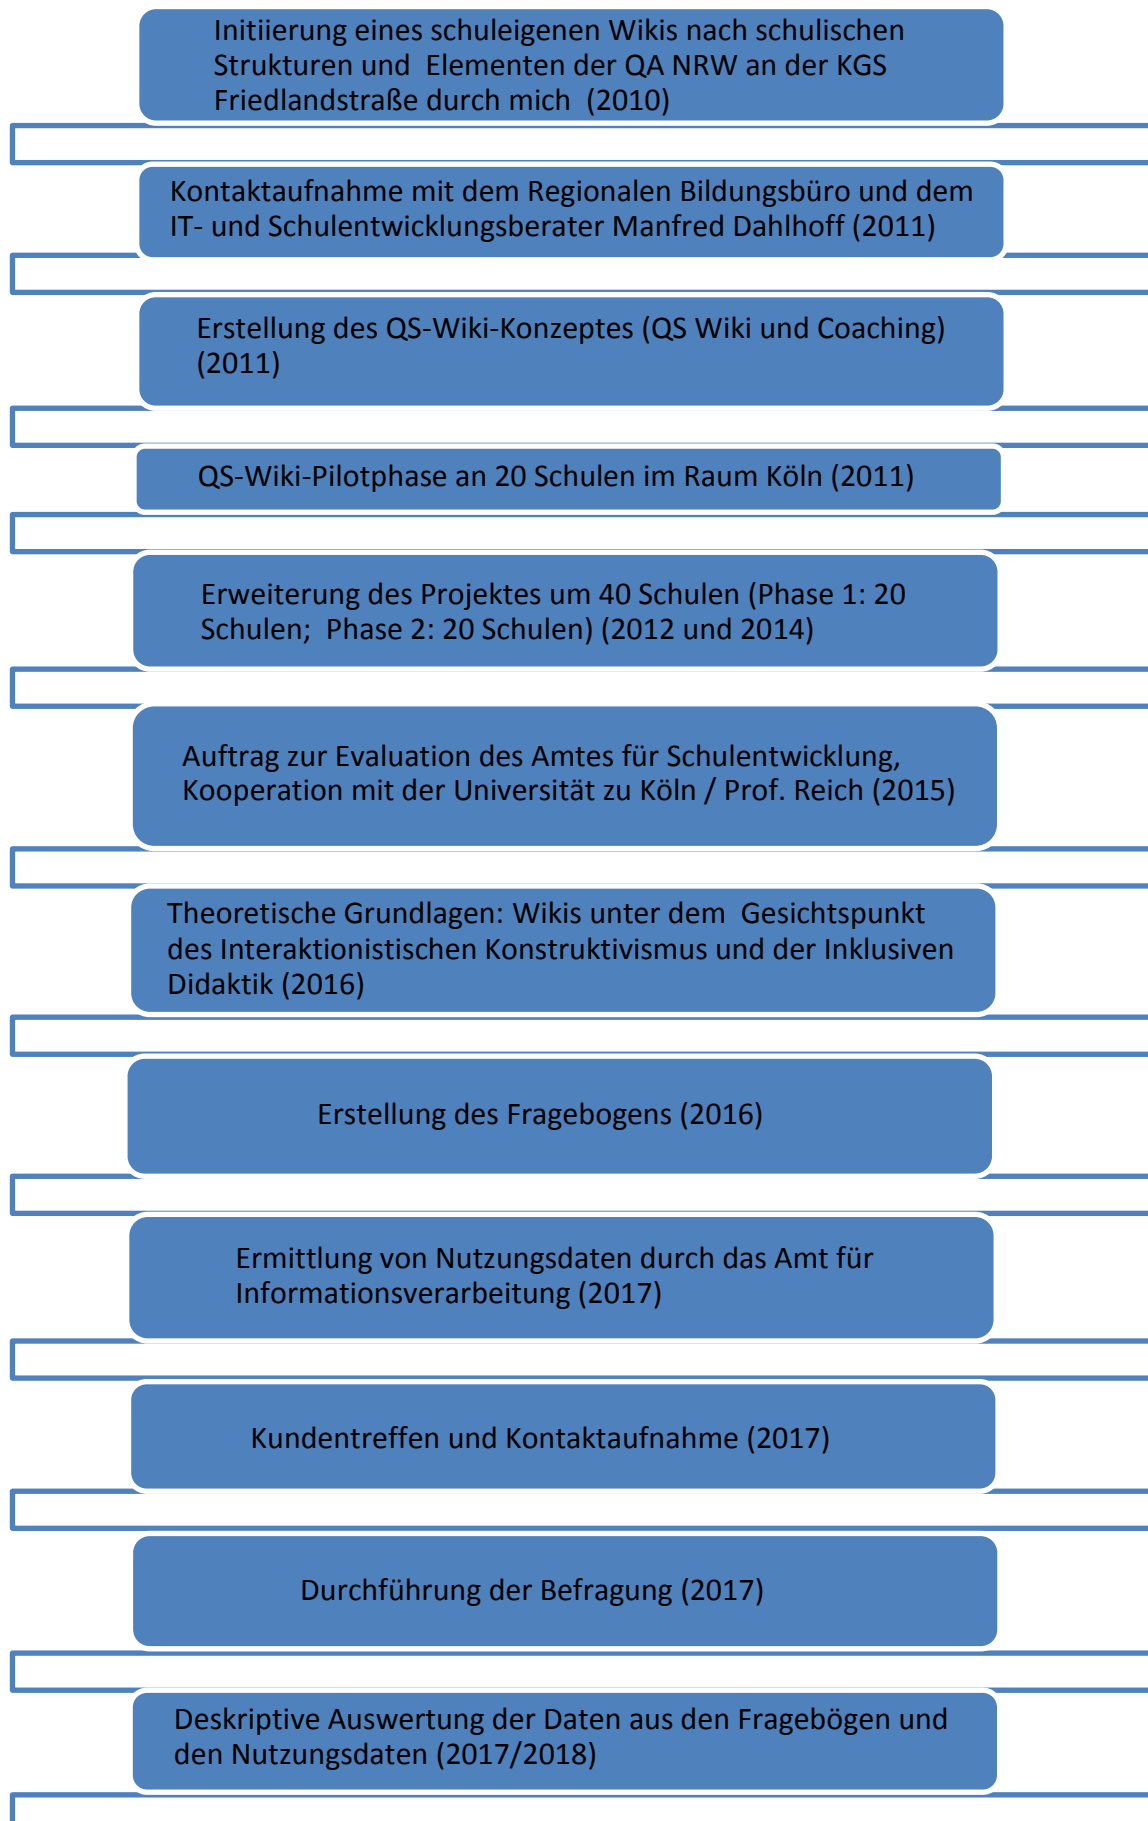 Initiierung eines schuleigenen Wikis nach schulischen
Strukturen und Elementen der QA NRW an der KGS
Friedlandstraße durch mich (2010)
Kontaktaufnahme mit dem Regionalen Bildungsbüro und dem
IT- und Schulentwicklungsberater Manfred Dahlhoff (2011)
Erstellung des QS-Wiki-Konzeptes (QS Wiki und Coaching)
(2011)
QS-Wiki-Pilotphase an 20 Schulen im Raum Köln (2011)
Erweiterung des Projektes um 40 Schulen (Phase 1: 20
Schulen; Phase 2: 20 Schulen) (2012 und 2014)
Auftrag zur Evaluation des Amtes für Schulentwicklung,
Kooperation mit der Universität zu Köln / Prof. Reich (2015)
Theoretische Grundlagen: Wikis unter dem Gesichtspunkt
des Interaktionistischen Konstruktivismus und der Inklusiven
Didaktik (2016)
Erstellung des Fragebogens (2016)
Ermittlung von Nutzungsdaten durch das Amt für
Informationsverarbeitung (2017)
Kundentreffen und Kontaktaufnahme (2017)
Durchführung der Befragung (2017)
Deskriptive Auswertung der Daten aus den Fragebögen und
den Nutzungsdaten (2017/2018)